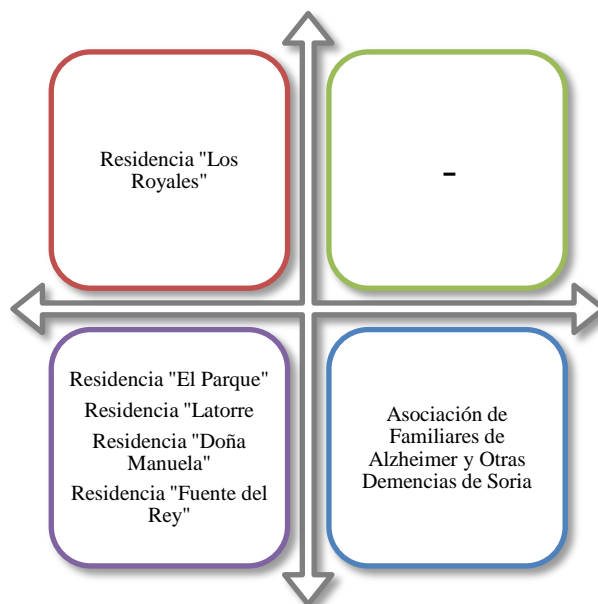 Residencia "Los
Royales"
-
Residencia "El Parque"
Residencia "Latorre
Residencia "Doña
Manuela"
Residencia "Fuente del
Rey"
Asociación de
Familiares de
Alzheimer y Otras
Demencias de Soria